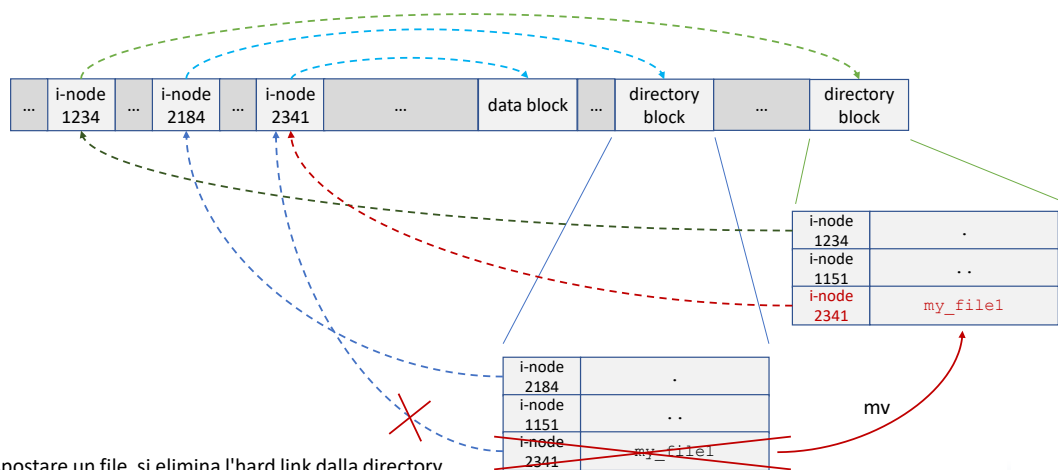 ... i-node 1234 ... i-node 2184 ... i-node 2341 ... data block ... directory block ... directory block
i-node 1234 .
i-node 1151 ..
i-node 2341 my_file1
i-node 2184 .
i-node 1151 ..
i-node 2341 my_file1
mv
un file, si elimina l'hard link dalla directory